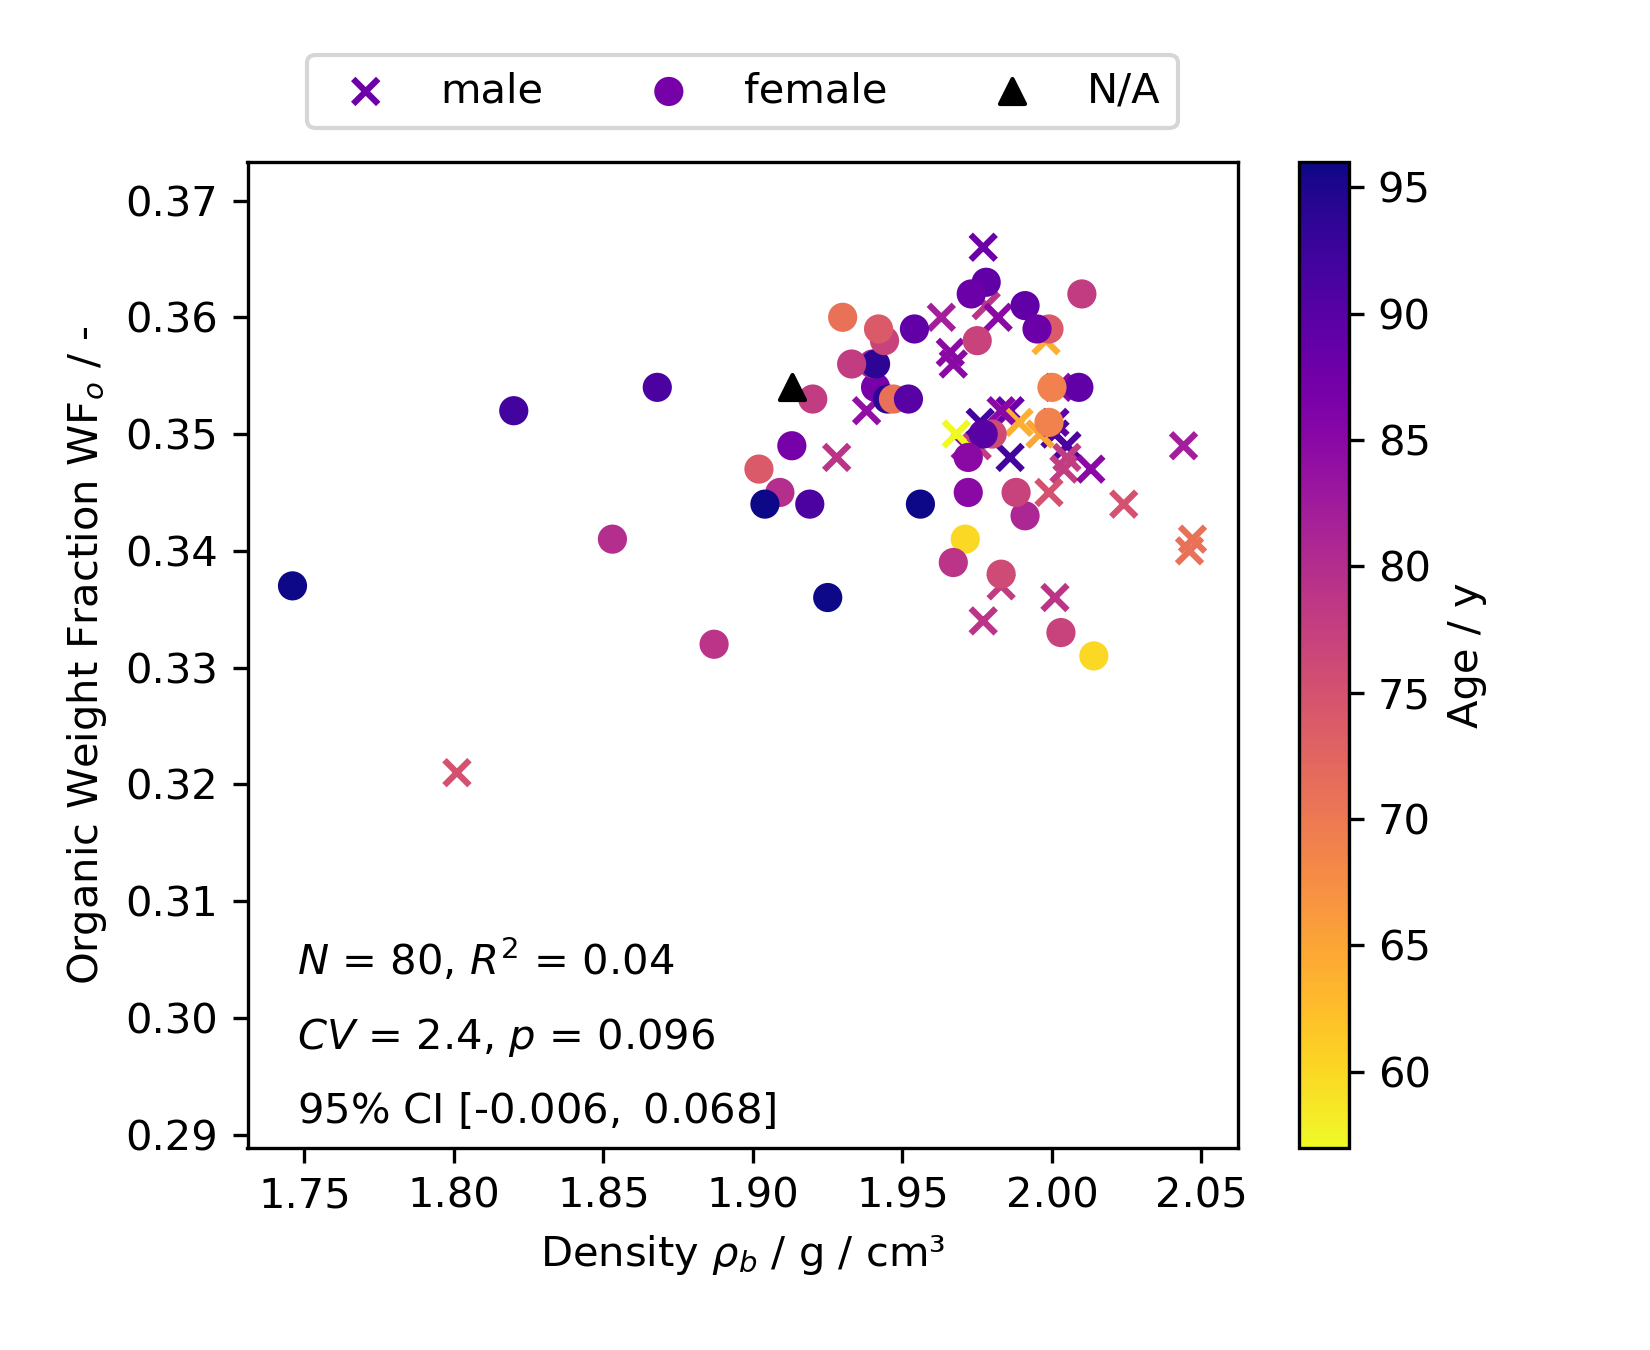 male female N/A
0.37
0.36
0.35
0.34
0.33
0.32
0.31
0.30
0.29
Organic Weight Fraction WFₒ / -
N = 80, R² = 0.04
CV = 2.4, p = 0.096
95% CI [-0.006, 0.068]
1.75 1.80 1.85 1.90 1.95 2.00 2.05
Density ρ_b / g / cm³
95
90
85
80
75
70
65
60
Age / y